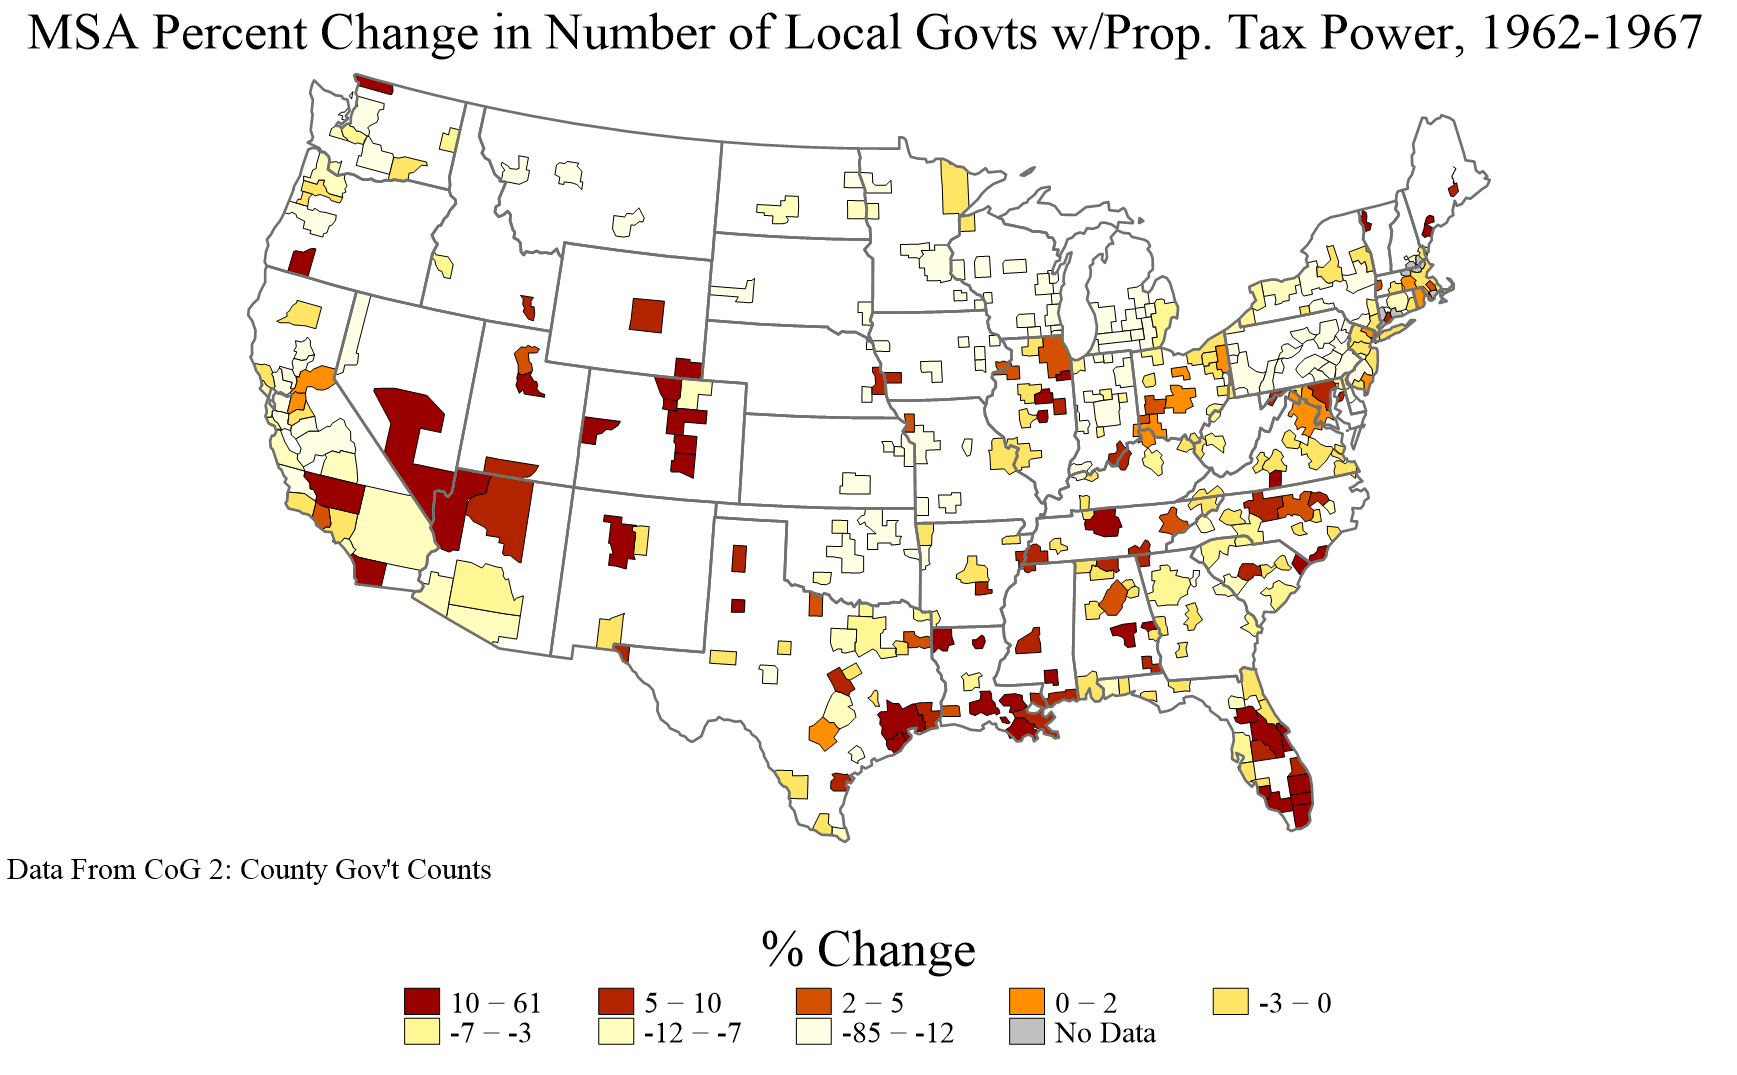 MSA Percent Change in Number of Local Govts w/Prop. Tax Power, 1962-1967
Data From CoG 2: County Gov't Counts
% Change
10 – 61 5 – 10 2 – 5 0 – 2 -3 – 0
-7 – -3 -12 – -7 -85 – -12 No Data